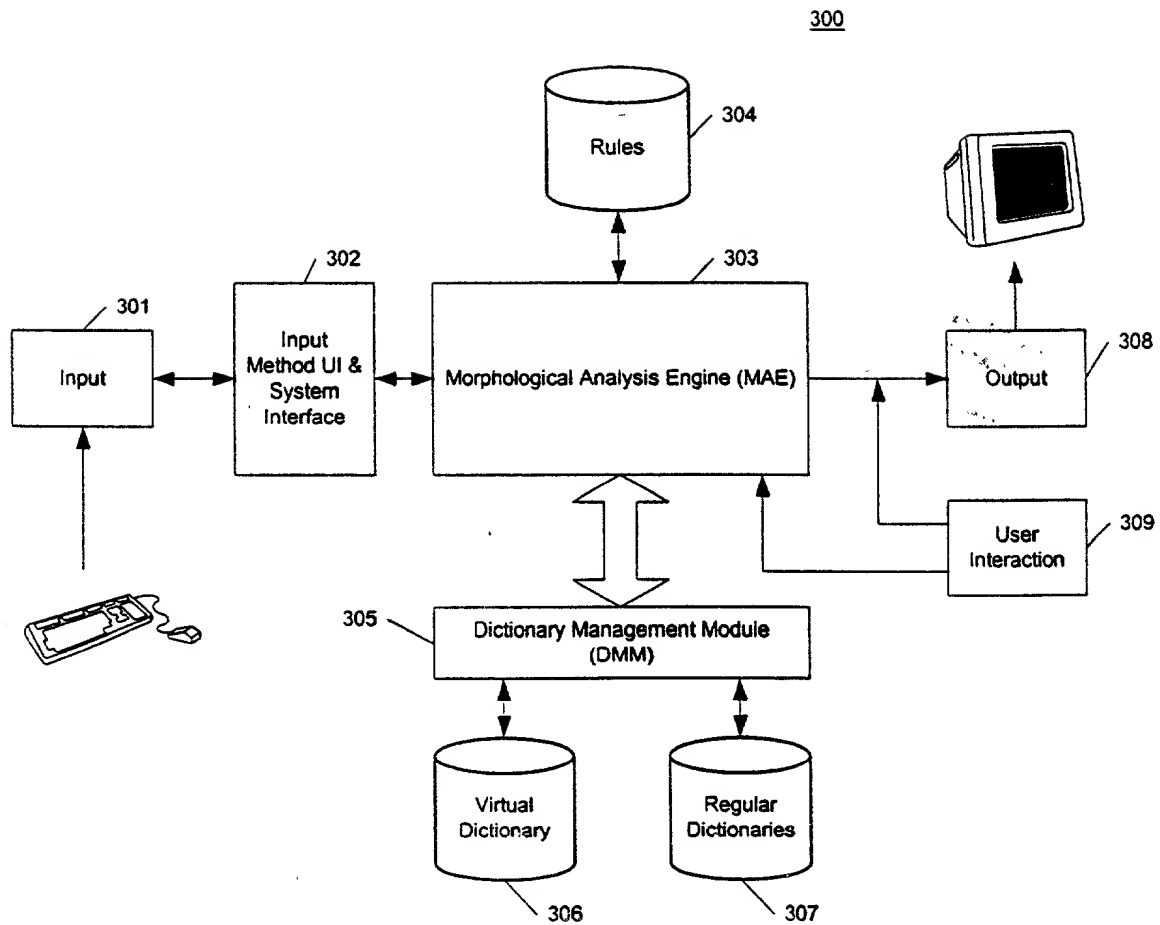 300
304
Rules
302
303
301
Input
Input
Method UI &
System
Interface
Morphological Analysis Engine (MAE)
308
Output
309
User
Interaction
305
Dictionary Management Module
(DMM)
Virtual
Dictionary
Regular
Dictionaries
306
307